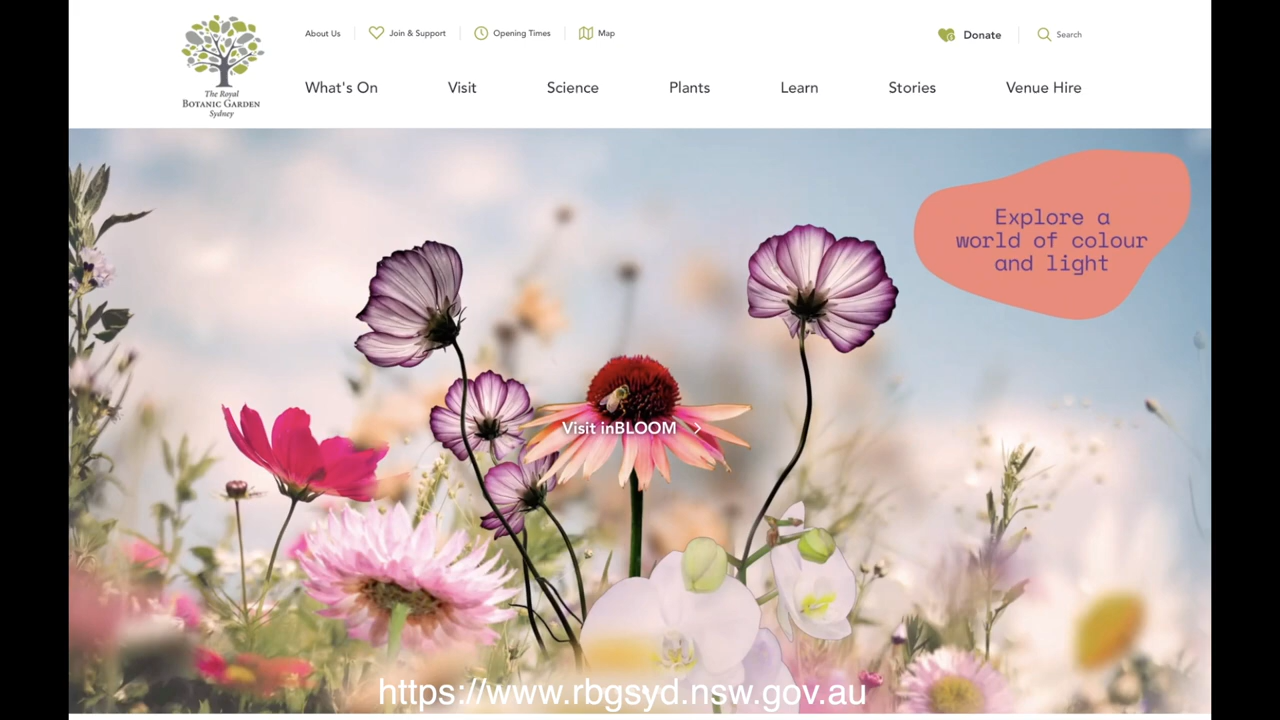 About Us
Join & Support
Opening Times
Map
Donate
Search
The Royal
BOTANIC GARDEN
Sydney
What's On
Visit
Science
Plants
Learn
Stories
Venue Hire
Explore a
world of colour
and light
Visit inBLOOM
https://www.rbgsyd.nsw.gov.au